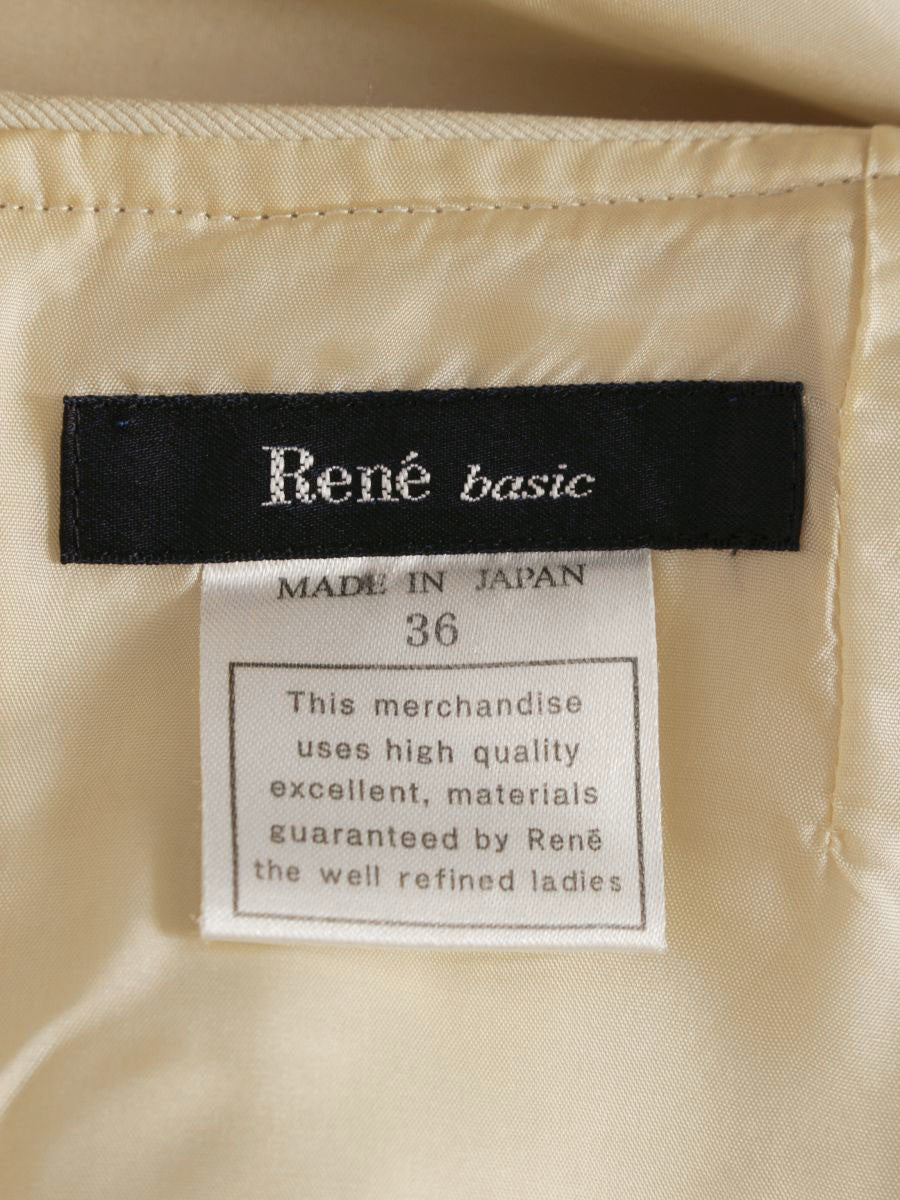 René basic
MADE IN JAPAN
36
This merchandise
uses high quality
excellent, materials
guaranteed by Renē
the well refined ladies